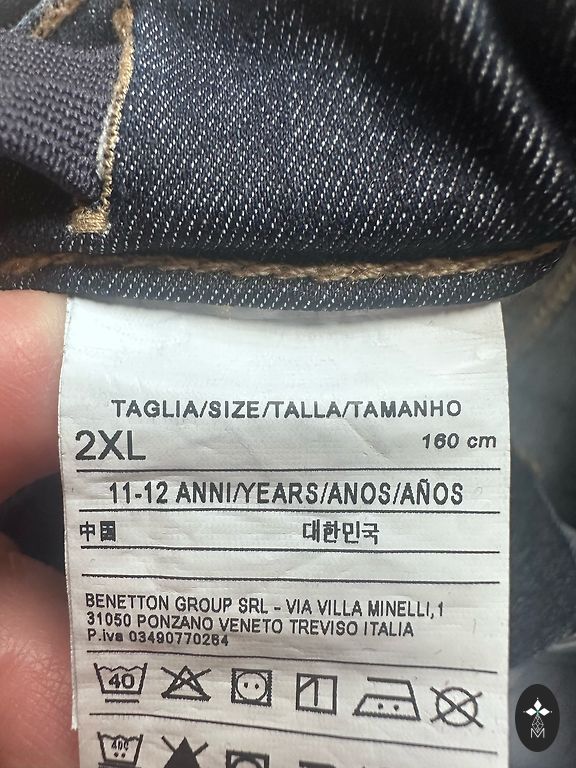 TAGLIA/SIZE/TALLA/TAMANHO
2XL 160 cm
11-12 ANNI/YEARS/ANOS/AÑOS
中国 대한민국
BENETTON GROUP SRL - VIA VILLA MINELLI,1
31050 PONZANO VENETO TREVISO ITALIA
P.iva 03490770264
40
40C
M